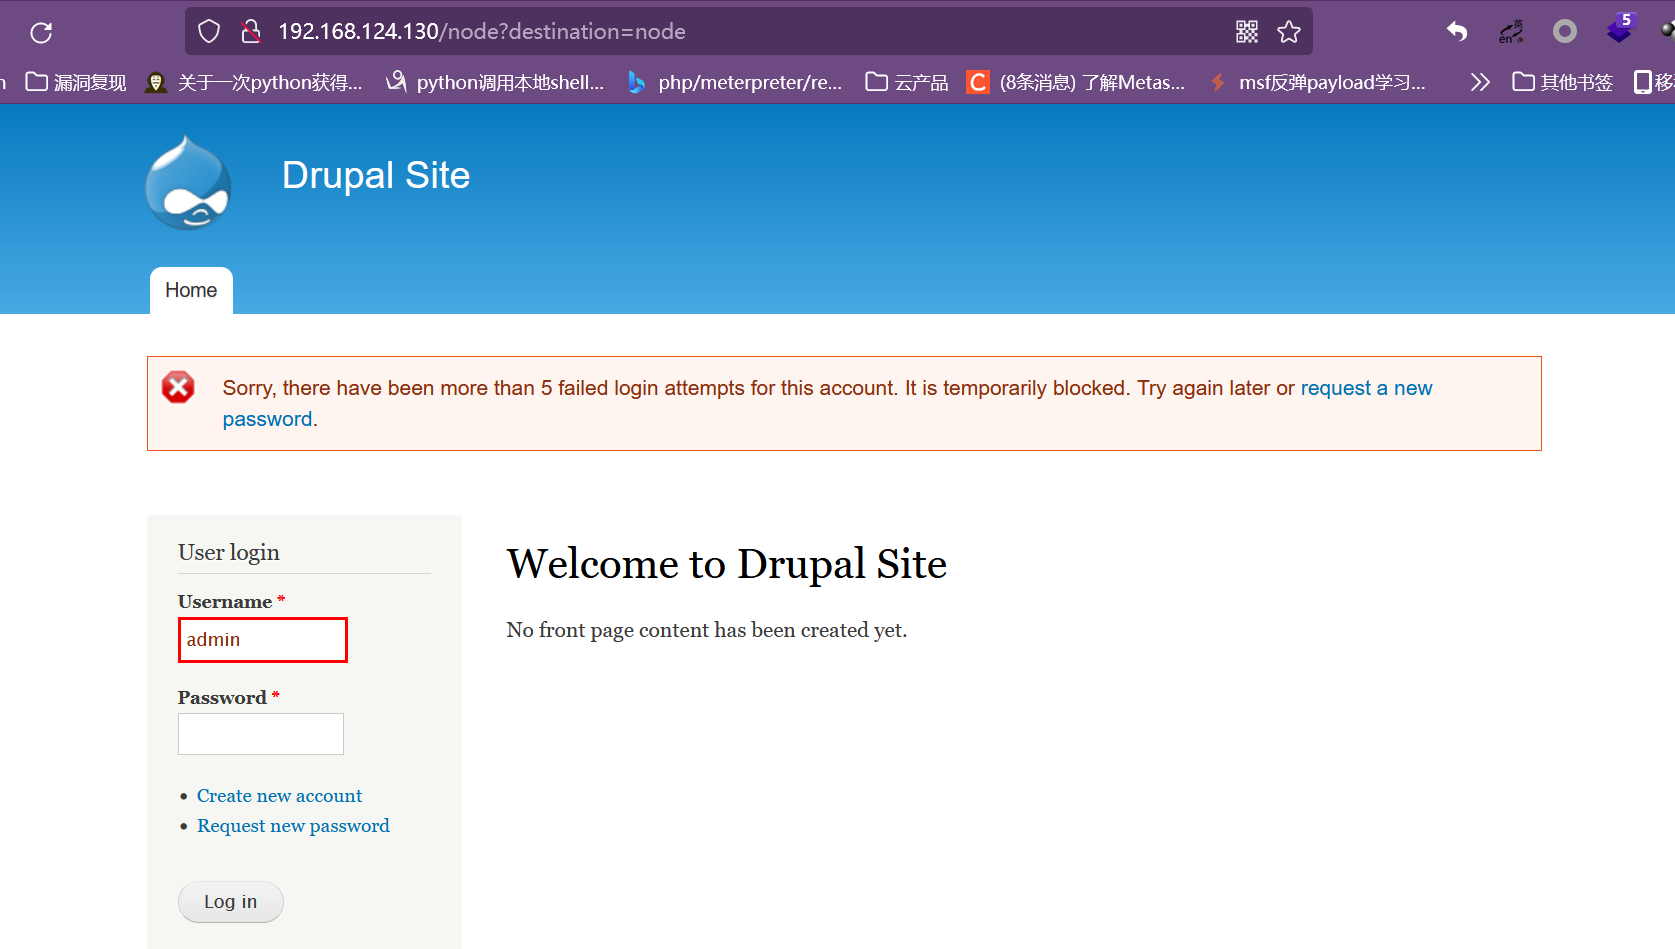 192.168.124.130/node?destination=node
英
en
5
漏洞复现 关于一次python获得... python调用本地shell... php/meterpreter/re... 云产品 C (8条消息) 了解Metas... msf反弹payload学习... 其他书签
Drupal Site
Home
Sorry, there have been more than 5 failed login attempts for this account. It is temporarily blocked. Try again later or request a new
password.
User login
Username *
admin
Password *
Create new account
Request new password
Log in
Welcome to Drupal Site
No front page content has been created yet.